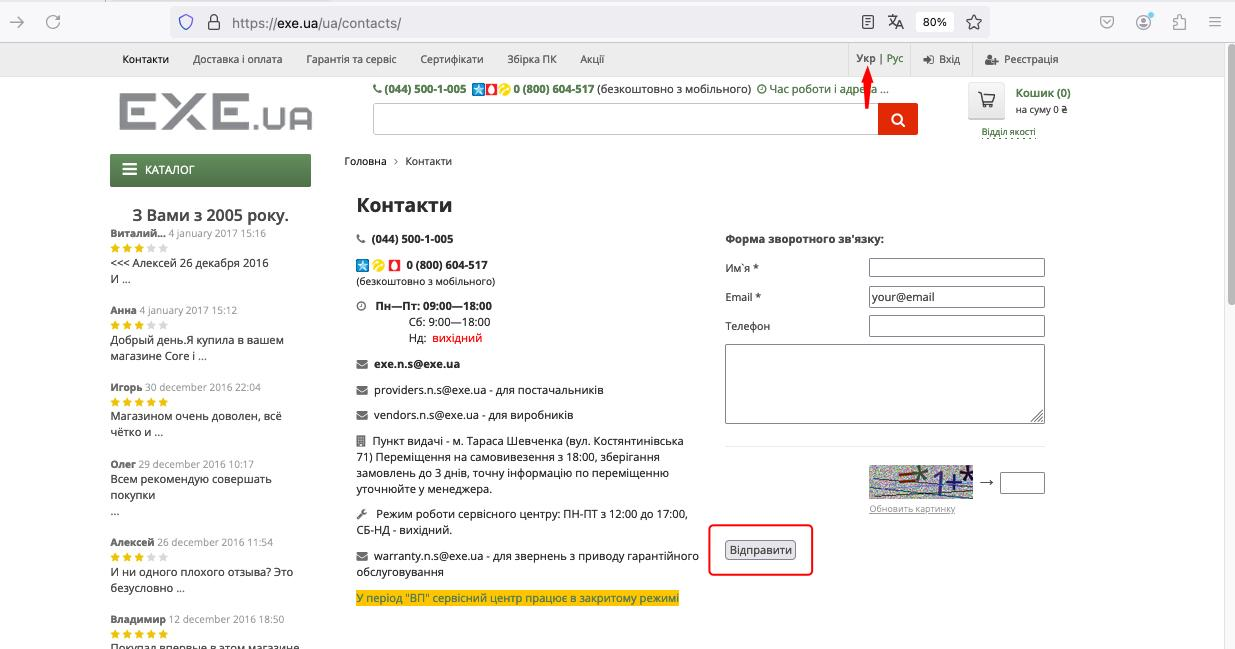 https://exe.ua/ua/contacts/
80%
Контакти Доставка і оплата Гарантія та сервіс Сертифікати Збірка ПК Акції Укр | Рус Вхід Реєстрація
(044) 500-1-005 0 (800) 604-517 (безкоштовно з мобільного) Час роботи і адреса ...
EXE.UA
Кошик (0)
на суму 0 ₴
Відділ якості
КАТАЛОГ
Головна › Контакти
З Вами з 2005 року.
Виталий... 4 january 2017 15:16
<<< Алексей 26 декабря 2016
И ...
Анна 4 january 2017 15:12
Добрый день.Я купила в вашем
магазине Core i ...
Игорь 30 december 2016 22:04
Магазином очень доволен, всё
чётко и ...
Олег 29 december 2016 10:17
Всем рекомендую совершать
покупки
...
Алексей 26 december 2016 11:54
И ни одного плохого отзыва? Это
безусловно ...
Владимир 12 december 2016 18:50
Покупал впервые в этом магазине
Контакти
(044) 500-1-005
0 (800) 604-517
(безкоштовно з мобільного)
Пн—Пт: 09:00—18:00
Сб: 9:00—18:00
Нд: вихідний
exe.n.s@exe.ua
providers.n.s@exe.ua - для постачальників
vendors.n.s@exe.ua - для виробників
Пункт видачі - м. Тараса Шевченка (вул. Костянтинівська
71) Переміщення на самовивезення з 18:00, зберігання
замовлень до 3 днів, точну інформацію по переміщенню
уточнюйте у менеджера.
Режим роботи сервісного центру: ПН-ПТ з 12:00 до 17:00,
СБ-НД - вихідний.
warranty.n.s@exe.ua - для звернень з приводу гарантійного
обслуговування
У період "ВП" сервісний центр працює в закритому режимі
Форма зворотного зв'язку:
Им`я *
Email *
your@email
Телефон
=* 1+* →
Обновить картинку
Відправити